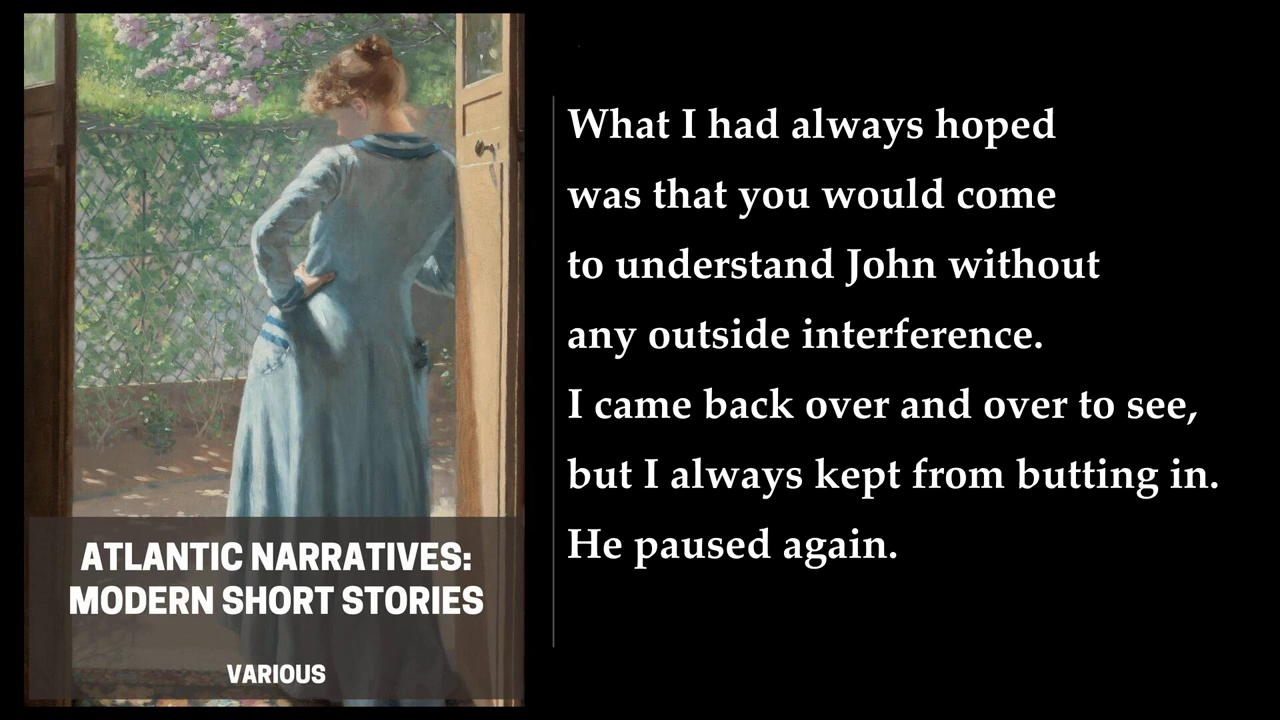 ATLANTIC NARRATIVES:
MODERN SHORT STORIES
VARIOUS
What I had always hoped
was that you would come
to understand John without
any outside interference.
I came back over and over to see,
but I always kept from butting in.
He paused again.